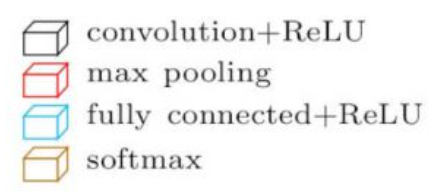 convolution+ReLU
max pooling
fully connected+ReLU
softmax